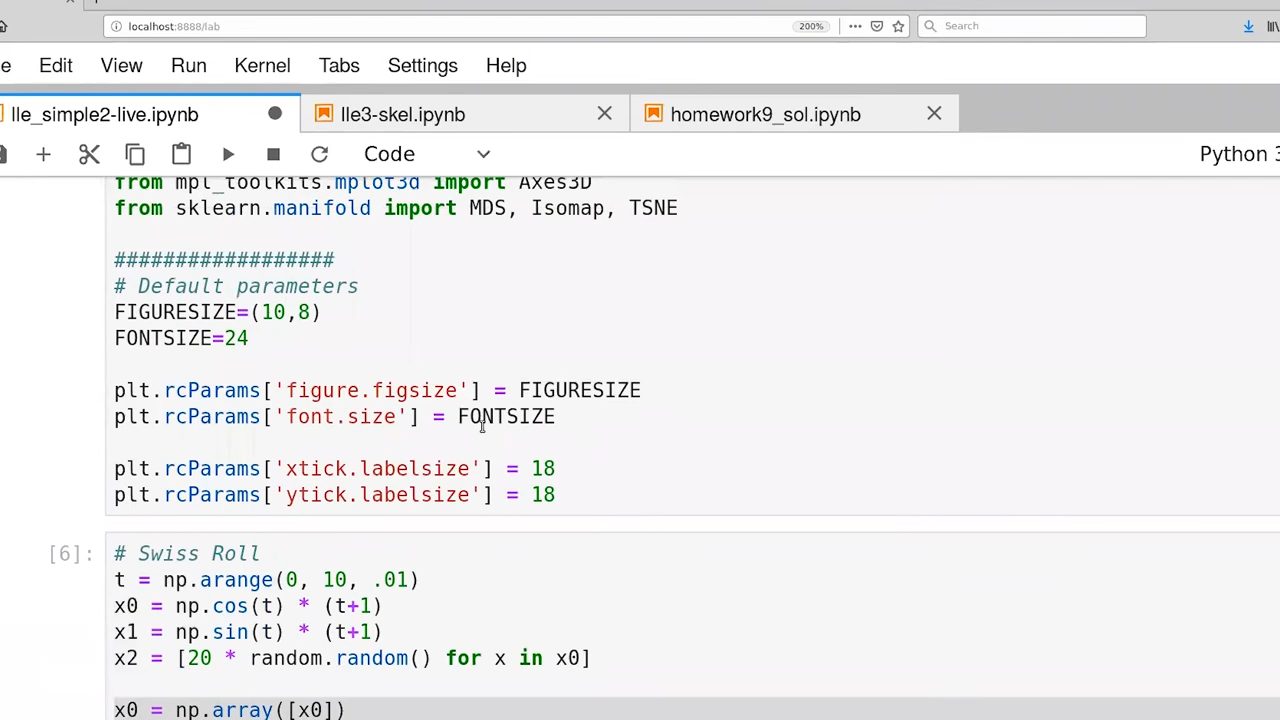 localhost:8888/lab 200% Search
e Edit View Run Kernel Tabs Settings Help
lle_simple2-live.ipynb lle3-skel.ipynb homework9_sol.ipynb
Code Python 3
from mpl_toolkits.mplot3d import Axes3D
from sklearn.manifold import MDS, Isomap, TSNE
##################
# Default parameters
FIGURESIZE=(10,8)
FONTSIZE=24
plt.rcParams['figure.figsize'] = FIGURESIZE
plt.rcParams['font.size'] = FONTSIZE
plt.rcParams['xtick.labelsize'] = 18
plt.rcParams['ytick.labelsize'] = 18
[6]: # Swiss Roll
t = np.arange(0, 10, .01)
x0 = np.cos(t) * (t+1)
x1 = np.sin(t) * (t+1)
x2 = [20 * random.random() for x in x0]
x0 = np.array([x0])